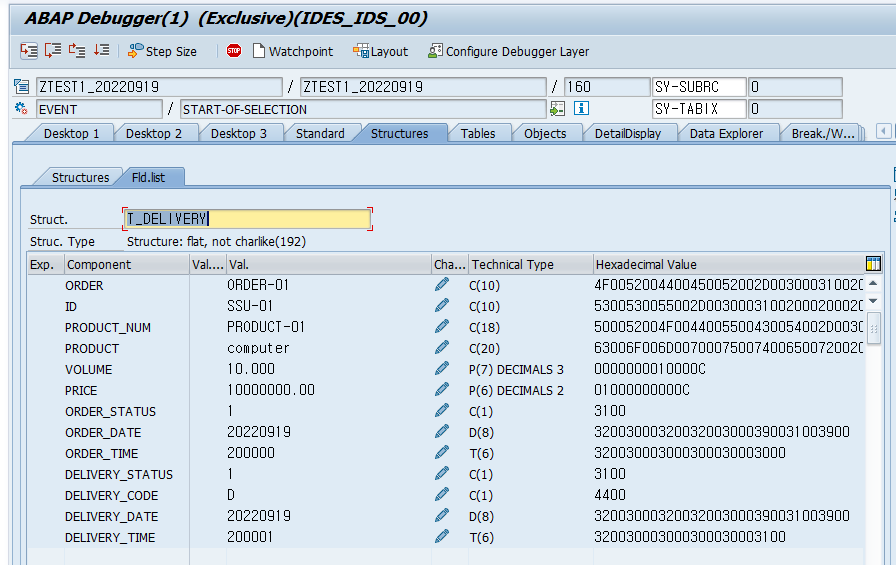 ABAP Debugger(1) (Exclusive)(IDES_IDS_00)
Step Size STOP Watchpoint Layout Configure Debugger Layer
ZTEST1_20220919 / ZTEST1_20220919 / 160 SY-SUBRC 0
EVENT / START-OF-SELECTION SY-TABIX 0
Desktop 1 Desktop 2 Desktop 3 Standard Structures Tables Objects DetailDisplay Data Explorer Break./W...
Structures Fld.list
Struct. T_DELIVERY
Struc. Type Structure: flat, not charlike(192)
Exp. Component Val.... Val. Cha... Technical Type Hexadecimal Value
ORDER ORDER-01 C(10) 4F0052004400450052002D003000310020
ID SSU-01 C(10) 5300530055002D00300031002000200020
PRODUCT_NUM PRODUCT-01 C(18) 500052004F0044005500430054002D0030
PRODUCT computer C(20) 63006F006D007000750074006500720020
VOLUME 10.000 P(7) DECIMALS 3 0000000010000C
PRICE 10000000.00 P(6) DECIMALS 2 01000000000C
ORDER_STATUS 1 C(1) 3100
ORDER_DATE 20220919 D(8) 32003000320032003000390031003900
ORDER_TIME 200000 T(6) 320030003000300030003000
DELIVERY_STATUS 1 C(1) 3100
DELIVERY_CODE D C(1) 4400
DELIVERY_DATE 20220919 D(8) 32003000320032003000390031003900
DELIVERY_TIME 200001 T(6) 320030003000300030003100